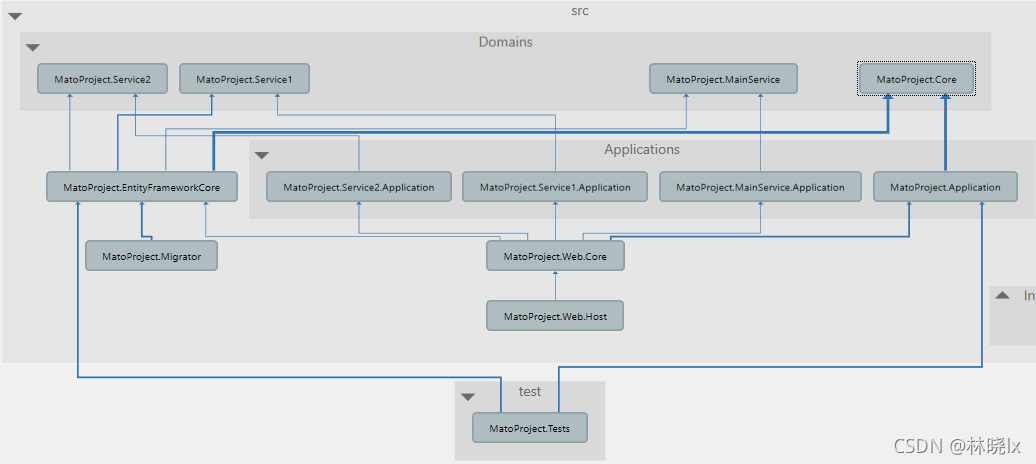 src
Domains
MatoProject.Service2
MatoProject.Service1
MatoProject.MainService
MatoProject.Core
Applications
MatoProject.EntityFrameworkCore
MatoProject.Service2.Application
MatoProject.Service1.Application
MatoProject.MainService.Application
MatoProject.Application
MatoProject.Migrator
MatoProject.Web.Core
In
MatoProject.Web.Host
test
MatoProject.Tests
CSDN @林晓lx